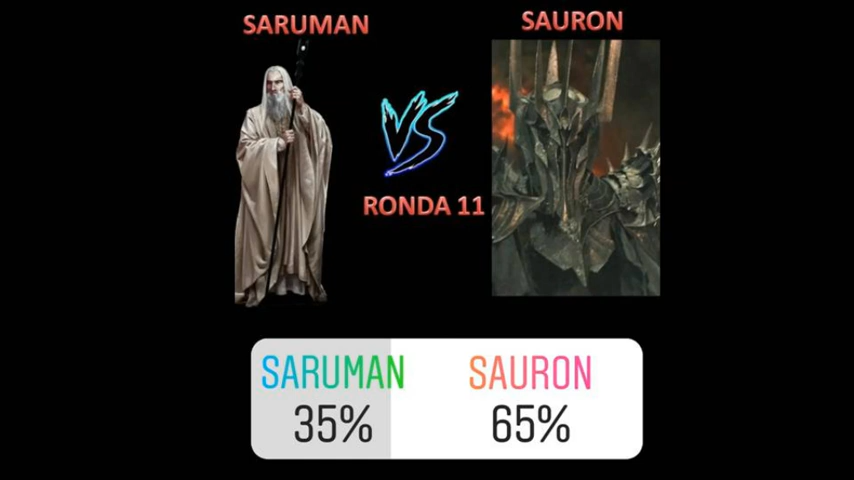 SARUMAN
SAURON
VS
RONDA 11
SARUMAN
SAURON
35%
65%